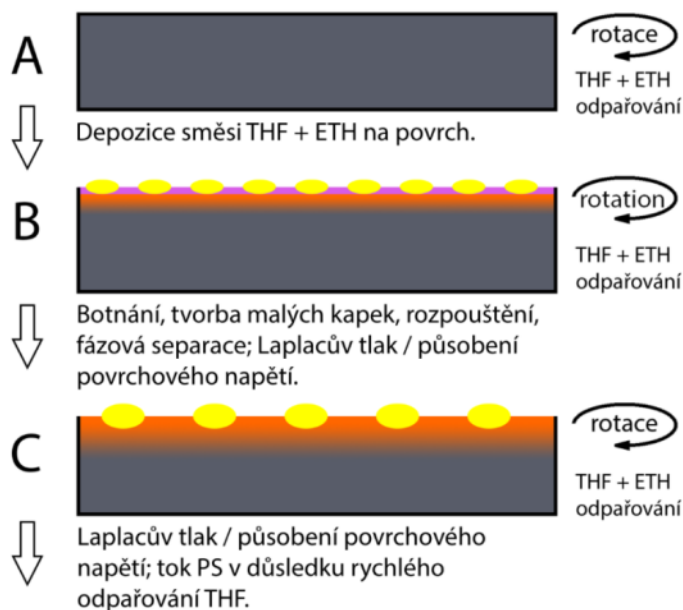 A
rotace
THF + ETH
odpařování
Depozice směsi THF + ETH na povrch.
B
rotation
THF + ETH
odpařování
Botnání, tvorba malých kapek, rozpouštění,
fázová separace; Laplacův tlak / působení
povrchového napětí.
C
rotace
THF + ETH
odpařování
Laplacův tlak / působení povrchového
napětí; tok PS v důsledku rychlého
odpařování THF.